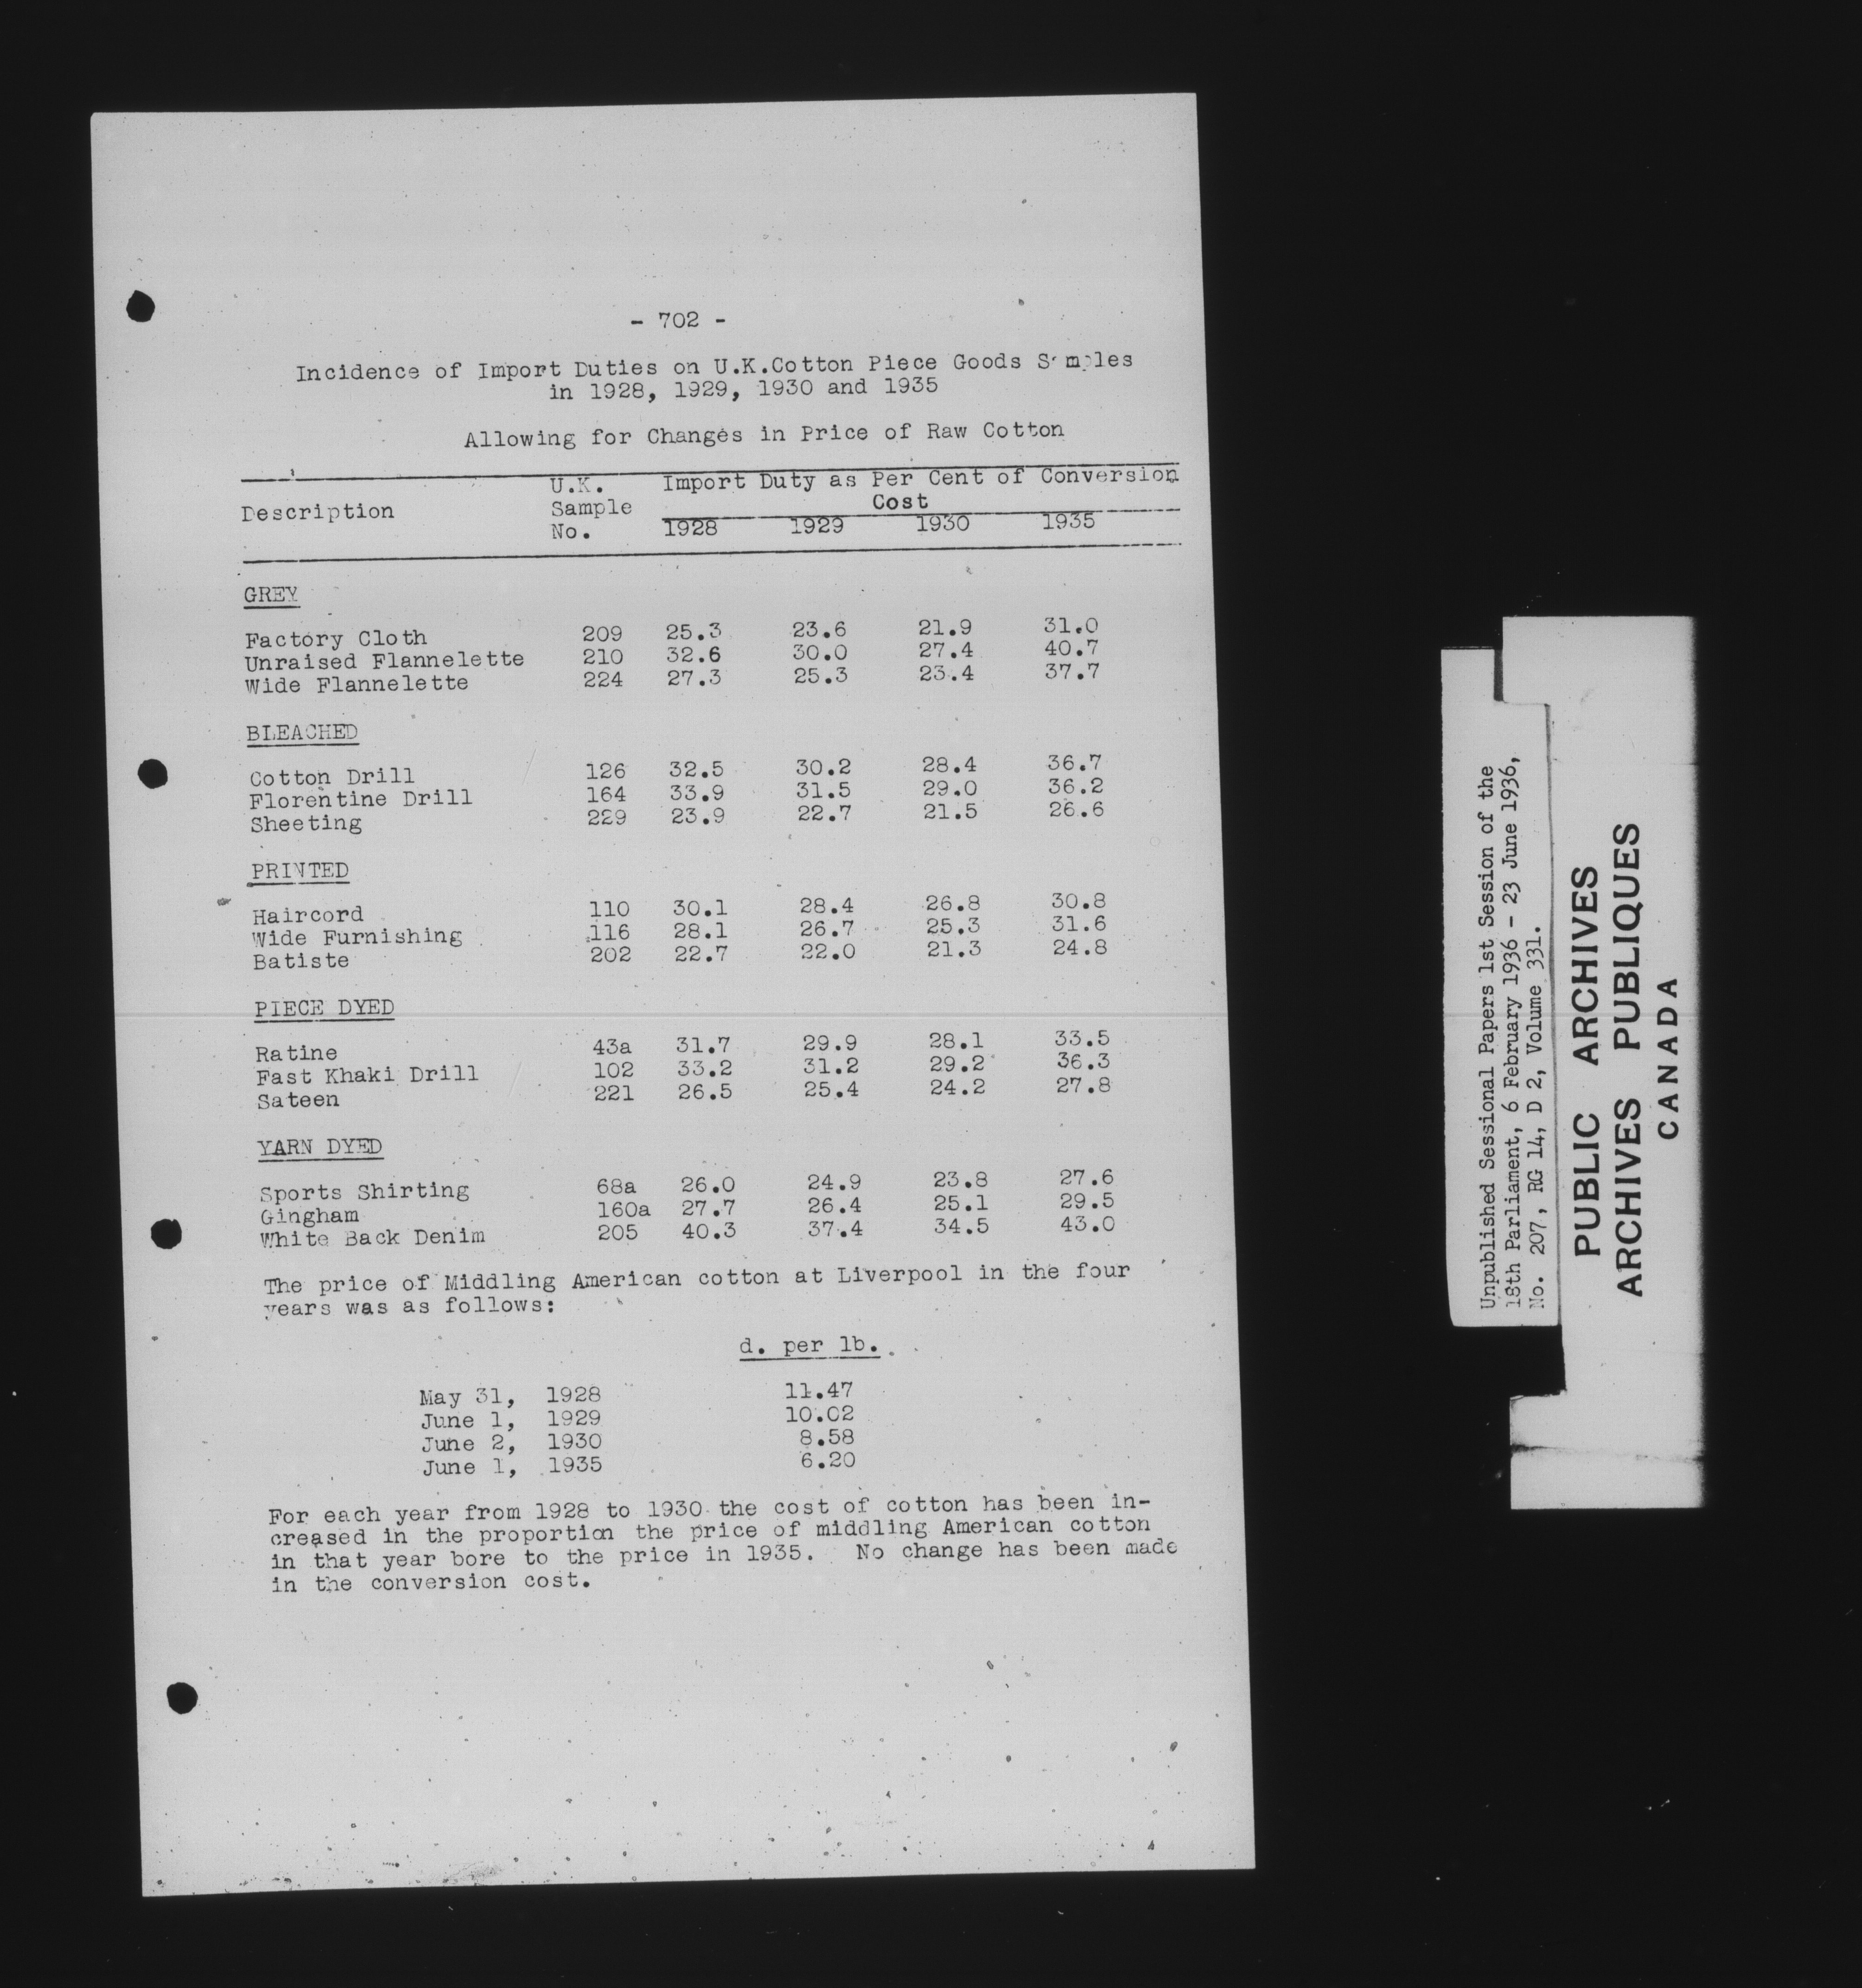 - 702 -
Incidence of Import Duties on U.K.Cotton Piece Goods Samples
in 1928, 1929, 1930 and 1935
Allowing for Changes in Price of Raw Cotton
U.K. Import Duty as Per Cent of Conversion
Description Sample Cost
No. 1928 1929 1930 1935
GREY
Factory Cloth 209 25.3 23.6 21.9 31.0
Unraised Flannelette 210 32.6 30.0 27.4 40.7
Wide Flannelette 224 27.3 25.3 23.4 37.7
BLEACHED
Cotton Drill 126 32.5 30.2 28.4 36.7
Florentine Drill 164 33.9 31.5 29.0 36.2
Sheeting 229 23.9 22.7 21.5 26.6
PRINTED
Haircord 110 30.1 28.4 26.8 30.8
Wide Furnishing 116 28.1 26.7 25.3 31.6
Batiste 202 22.7 22.0 21.3 24.8
PIECE DYED
Ratine 43a 31.7 29.9 28.1 33.5
Fast Khaki Drill 102 33.2 31.2 29.2 36.3
Sateen 221 26.5 25.4 24.2 27.8
YARN DYED
Sports Shirting 68a 26.0 24.9 23.8 27.6
Gingham 160a 27.7 26.4 25.1 29.5
White Back Denim 205 40.3 37.4 34.5 43.0
The price of Middling American cotton at Liverpool in the four
years was as follows:
d. per lb.
May 31, 1928 11.47
June 1, 1929 10.02
June 2, 1930 8.58
June 1, 1935 6.20
For each year from 1928 to 1930 the cost of cotton has been in-
creased in the proportion the price of middling American cotton
in that year bore to the price in 1935. No change has been made
in the conversion cost.
Unpublished Sessional Papers 1st Session of the
18th Parliament, 6 February 1936 - 23 June 1936,
No. 207, RG 14, D 2, Volume 331.
PUBLIC ARCHIVES
ARCHIVES PUBLIQUES
CANADA